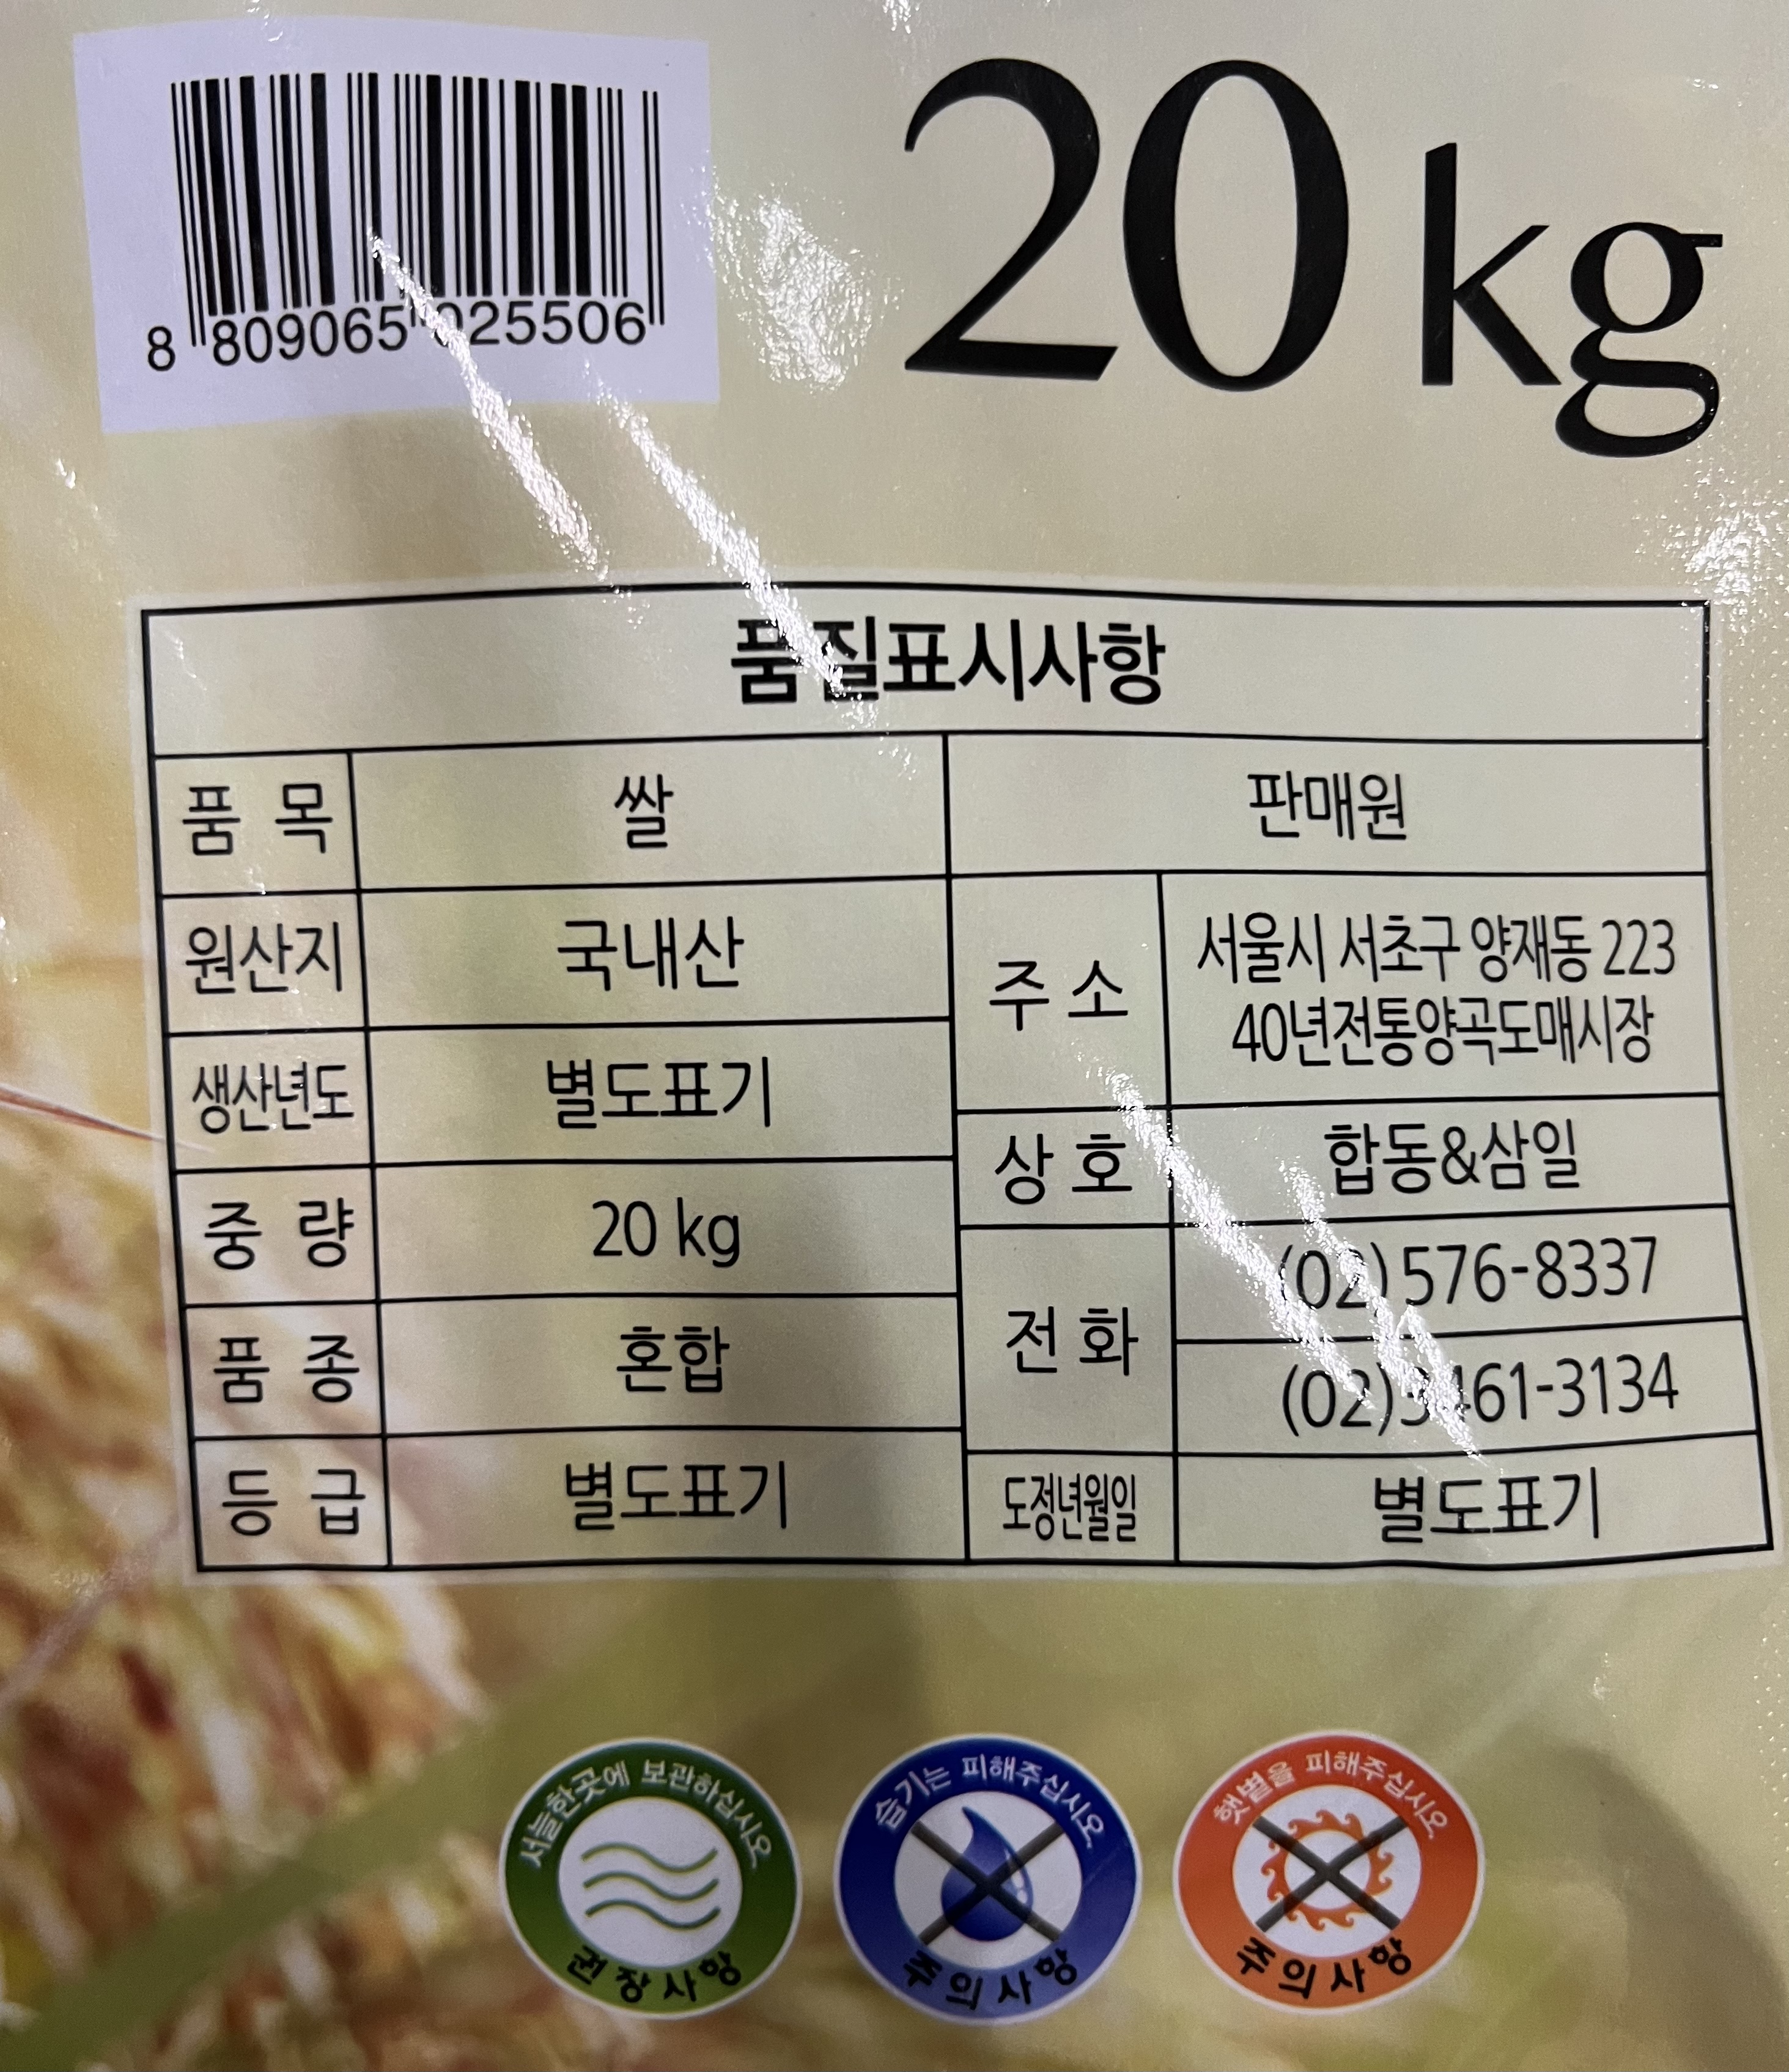 20 kg
8 809065 025506
품질표시사항
품 목 쌀
원산지 국내산
생산년도 별도표기
중 량 20 kg
품 종 혼합
등 급 별도표기
판매원
주 소 서울시 서초구 양재동 223
40년전통양곡도매시장
상 호 합동&삼일
전 화 (02) 576-8337
(02)3461-3134
도정년월일 별도표기
서늘한곳에 보관하십시오.
권장사항
습기는 피해주십시오.
주의사항
햇볕을 피해주십시오.
주의사항